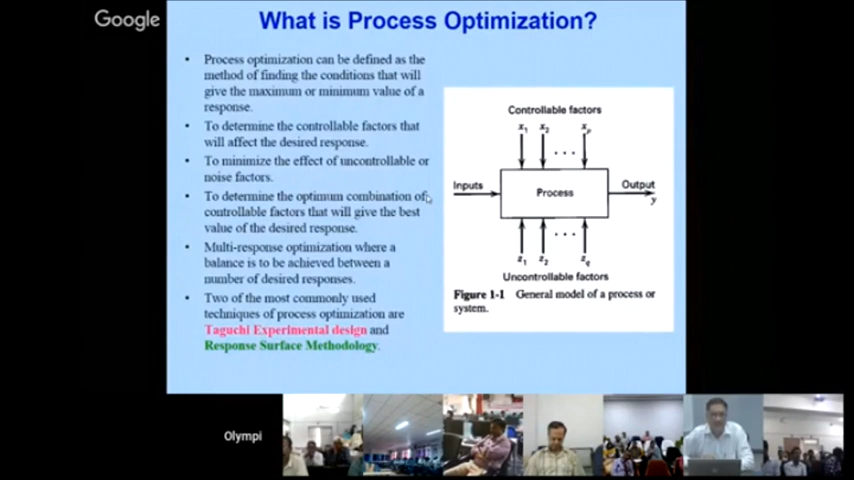 Google
What is Process Optimization?
• Process optimization can be defined as the
method of finding the conditions that will
give the maximum or minimum value of a
response.
• To determine the controllable factors that
will affect the desired response.
• To minimize the effect of uncontrollable or
noise factors.
• To determine the optimum combination of
controllable factors that will give the best
value of the desired response.
• Multi-response optimization where a
balance is to be achieved between a
number of desired responses.
• Two of the most commonly used
techniques of process optimization are
Taguchi Experimental design and
Response Surface Methodology.
Controllable factors
x1 x2 xp
. . .
Inputs Process Output
y
. . .
z1 z2 zq
Uncontrollable factors
Figure 1-1 General model of a process or
system.
Olympi